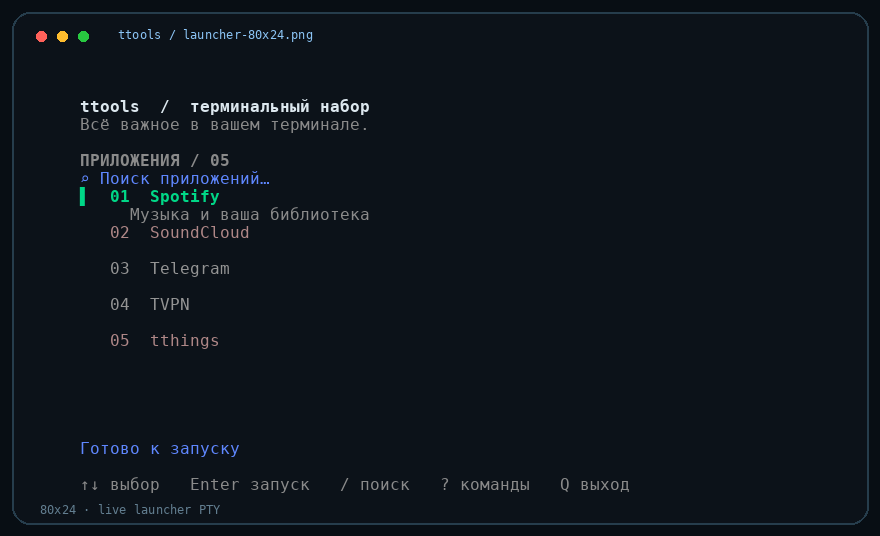 ttools / launcher-80x24.png
ttools  /  терминальный набор
Всё важное в вашем терминале.
ПРИЛОЖЕНИЯ / 05
⌕ Поиск приложений…
01  Spotify
Музыка и ваша библиотека
02  SoundCloud
03  Telegram
04  TVPN
05  tthings
Готово к запуску
↑↓ выбор   Enter запуск   / поиск   ? команды   Q выход
80x24 · live launcher PTY